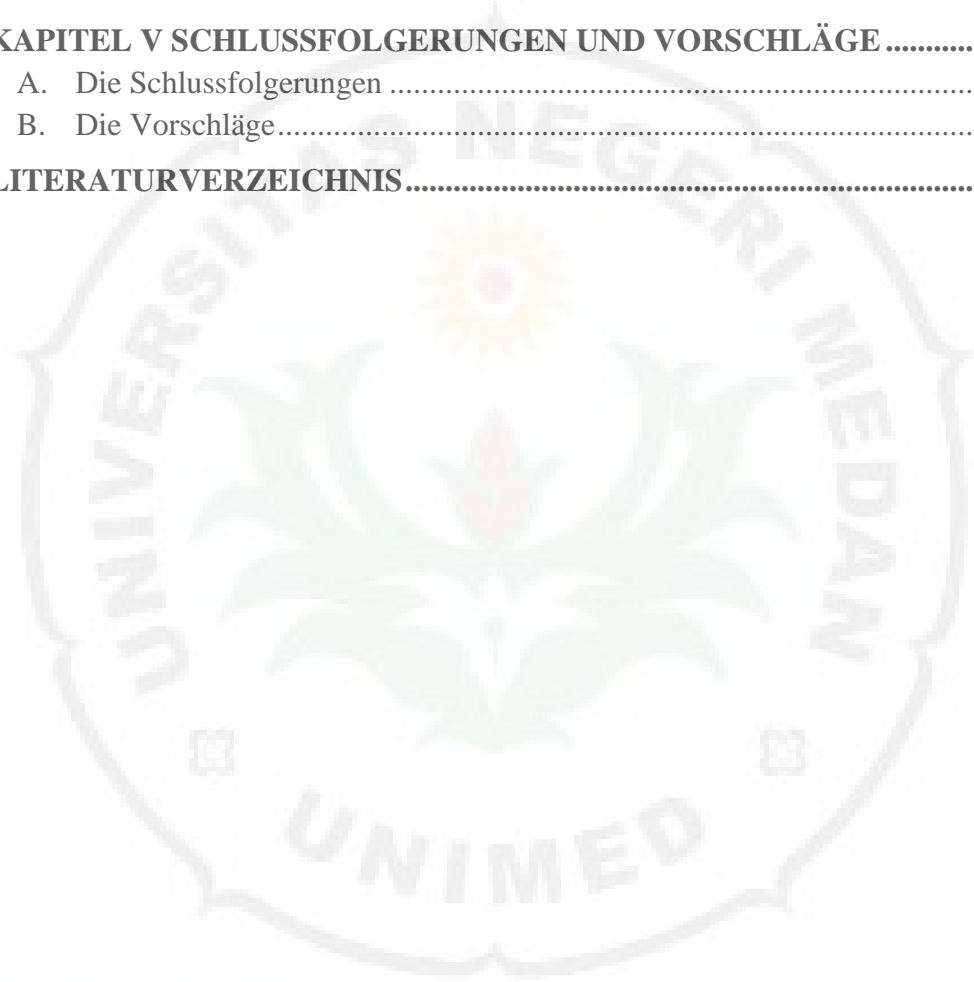 KAPITEL V SCHLUSSFOLGERUNGEN UND VORSCHLÄGE ...........
A. Die Schlussfolgerungen ..........................................................................
B. Die Vorschläge..........................................................................................
LITERATURVERZEICHNIS.......................................................................
UNIVERSITAS NEGERI MEDAN
UNIMED